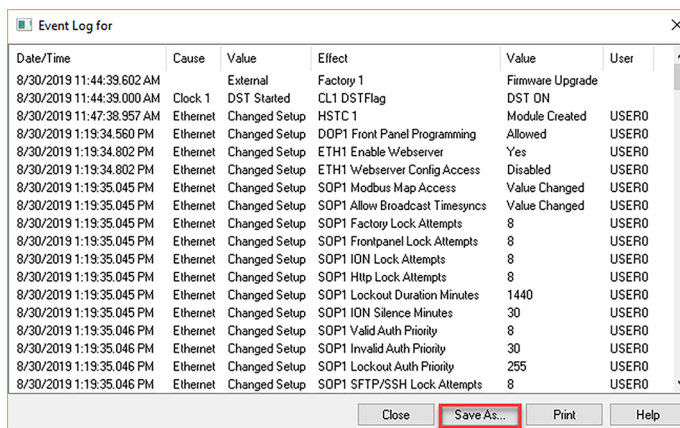 Event Log for
Date/Time Cause Value Effect Value User
8/30/2019 11:44:39.602 AM External Factory 1 Firmware Upgrade
8/30/2019 11:44:39.000 AM Clock 1 DST Started CL1 DSTFlag DST ON
8/30/2019 11:47:38.957 AM Ethernet Changed Setup HSTC 1 Module Created USER0
8/30/2019 1:19:34.560 PM Ethernet Changed Setup DOP1 Front Panel Programming Allowed USER0
8/30/2019 1:19:34.802 PM Ethernet Changed Setup ETH1 Enable Webserver Yes USER0
8/30/2019 1:19:34.802 PM Ethernet Changed Setup ETH1 Webserver Config Access Disabled USER0
8/30/2019 1:19:35.045 PM Ethernet Changed Setup SOP1 Modbus Map Access Value Changed USER0
8/30/2019 1:19:35.045 PM Ethernet Changed Setup SOP1 Allow Broadcast Timesyncs Value Changed USER0
8/30/2019 1:19:35.045 PM Ethernet Changed Setup SOP1 Factory Lock Attempts 8 USER0
8/30/2019 1:19:35.045 PM Ethernet Changed Setup SOP1 Frontpanel Lock Attempts 8 USER0
8/30/2019 1:19:35.045 PM Ethernet Changed Setup SOP1 ION Lock Attempts 8 USER0
8/30/2019 1:19:35.045 PM Ethernet Changed Setup SOP1 Http Lock Attempts 8 USER0
8/30/2019 1:19:35.045 PM Ethernet Changed Setup SOP1 Lockout Duration Minutes 1440 USER0
8/30/2019 1:19:35.045 PM Ethernet Changed Setup SOP1 ION Silence Minutes 30 USER0
8/30/2019 1:19:35.046 PM Ethernet Changed Setup SOP1 Valid Auth Priority 8 USER0
8/30/2019 1:19:35.046 PM Ethernet Changed Setup SOP1 Invalid Auth Priority 30 USER0
8/30/2019 1:19:35.046 PM Ethernet Changed Setup SOP1 Lockout Auth Priority 255 USER0
8/30/2019 1:19:35.046 PM Ethernet Changed Setup SOP1 SFTP/SSH Lock Attempts 8 USER0
Close Save As... Print Help